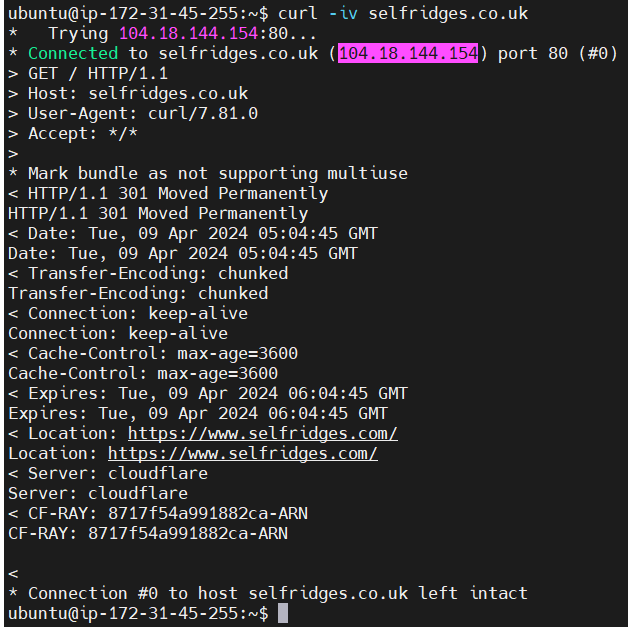 ubuntu@ip-172-31-45-255:~$ curl -iv selfridges.co.uk
*   Trying 104.18.144.154:80...
* Connected to selfridges.co.uk (104.18.144.154) port 80 (#0)
> GET / HTTP/1.1
> Host: selfridges.co.uk
> User-Agent: curl/7.81.0
> Accept: */*
>
* Mark bundle as not supporting multiuse
< HTTP/1.1 301 Moved Permanently
HTTP/1.1 301 Moved Permanently
< Date: Tue, 09 Apr 2024 05:04:45 GMT
Date: Tue, 09 Apr 2024 05:04:45 GMT
< Transfer-Encoding: chunked
Transfer-Encoding: chunked
< Connection: keep-alive
Connection: keep-alive
< Cache-Control: max-age=3600
Cache-Control: max-age=3600
< Expires: Tue, 09 Apr 2024 06:04:45 GMT
Expires: Tue, 09 Apr 2024 06:04:45 GMT
< Location: https://www.selfridges.com/
Location: https://www.selfridges.com/
< Server: cloudflare
Server: cloudflare
< CF-RAY: 8717f54a991882ca-ARN
CF-RAY: 8717f54a991882ca-ARN

<
* Connection #0 to host selfridges.co.uk left intact
ubuntu@ip-172-31-45-255:~$